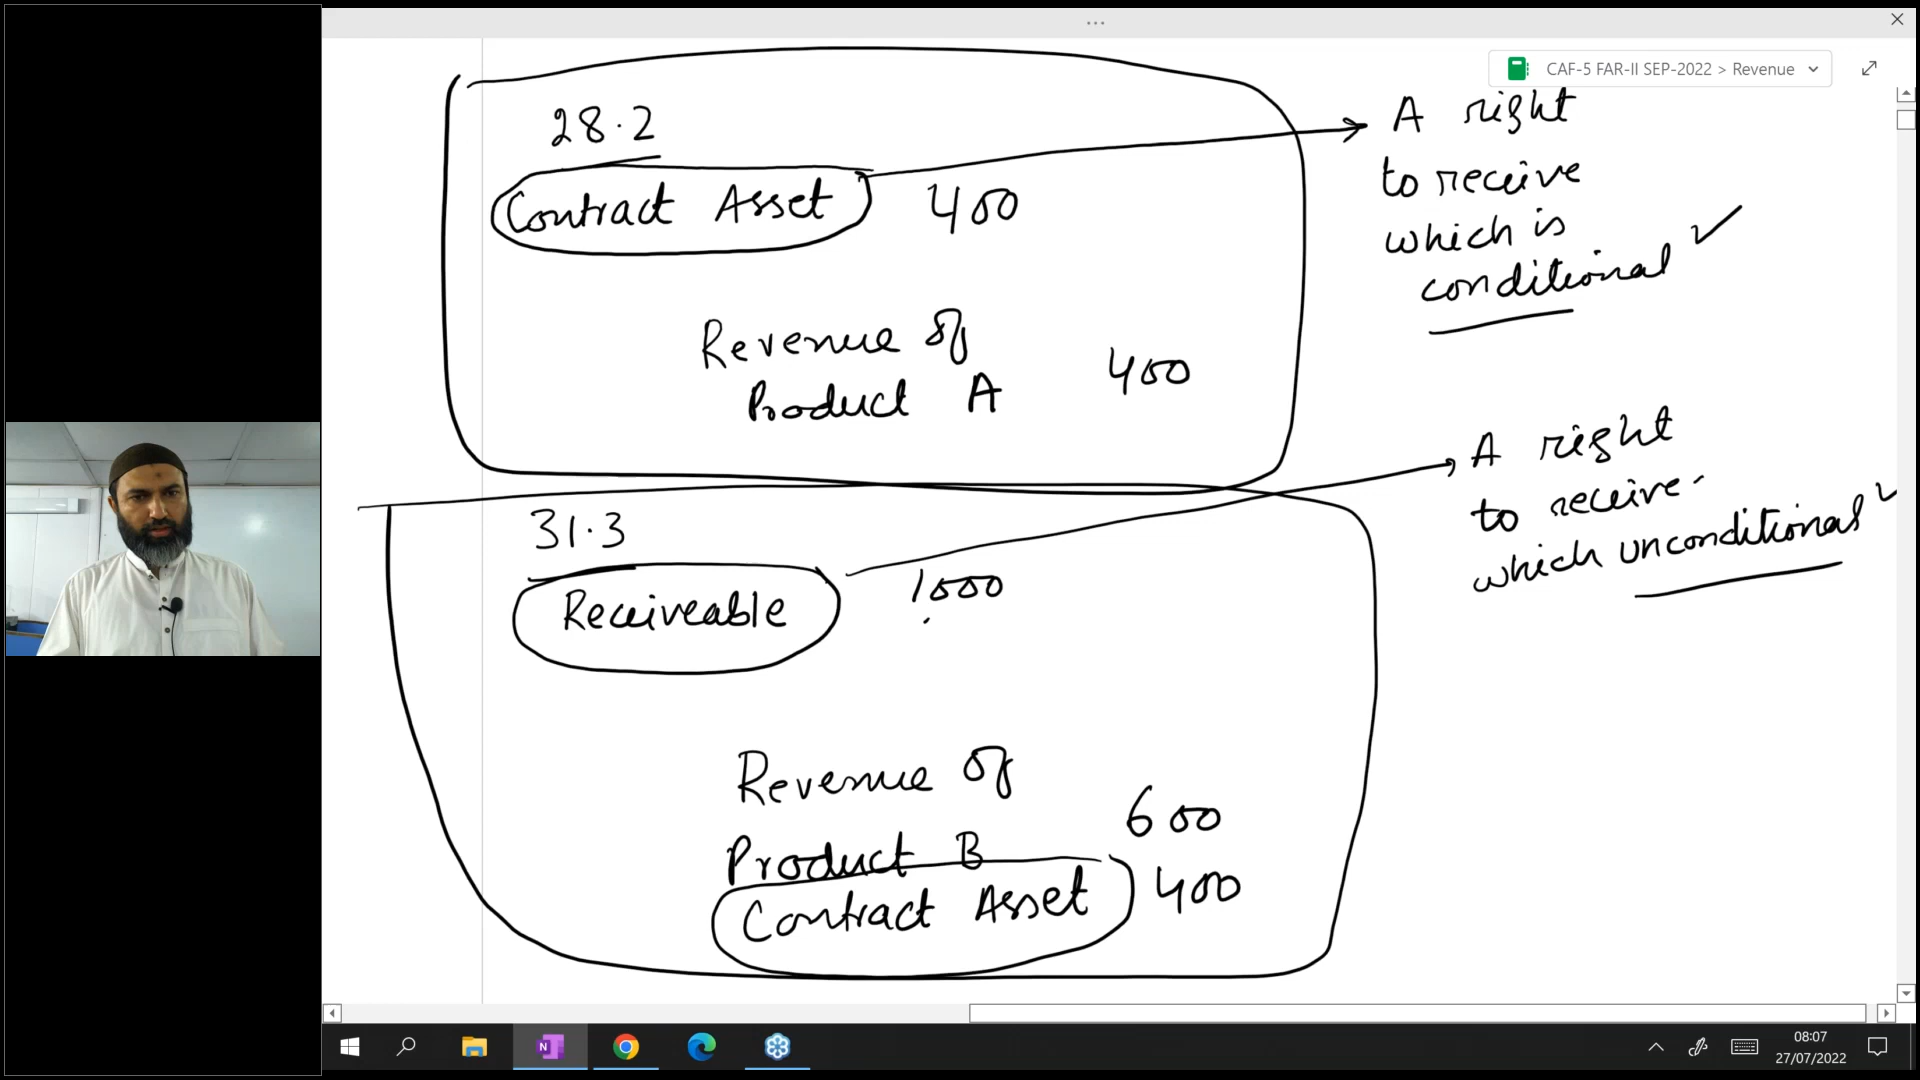 CAF-5 FAR-II SEP-2022 > Revenue
28.2
Contract Asset 400
Revenue of
Product A 400
A right
to receive
which is
conditional
31.3
Receiveable 1000
Revenue of
Product B 600
Contract Asset 400
A right
to receive
which unconditional
08:07
27/07/2022